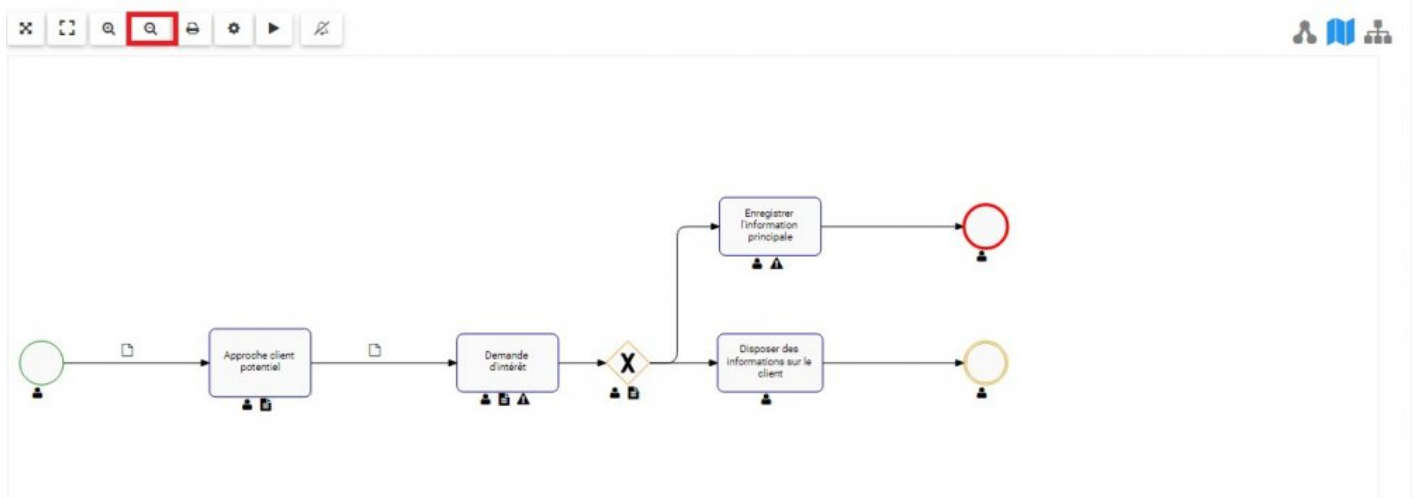 Enregistrer
l'information
principale
Approche client
potentiel
Demande
d'intérêt
X
Disposer des
informations sur le
client